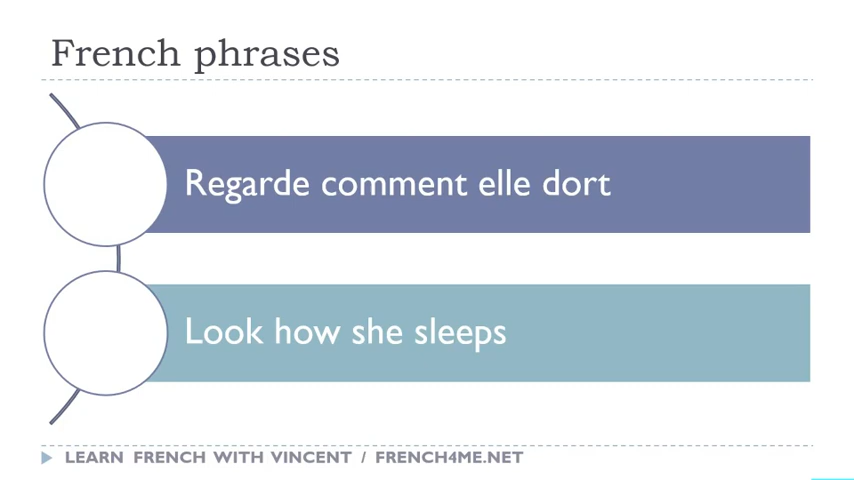 French phrases
Regarde comment elle dort
Look how she sleeps
LEARN FRENCH WITH VINCENT / FRENCH4ME.NET